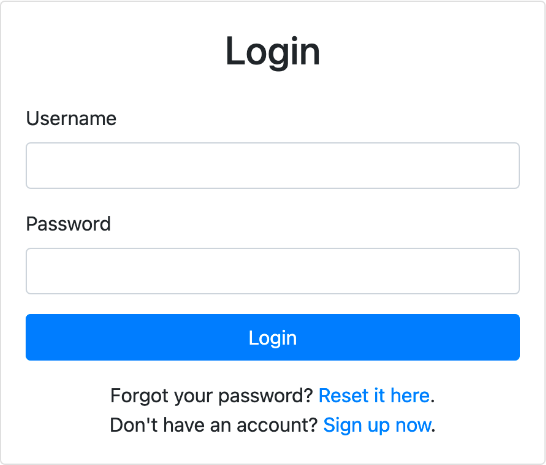 Login
Username
Password
Login
Forgot your password? Reset it here.
Don't have an account? Sign up now.